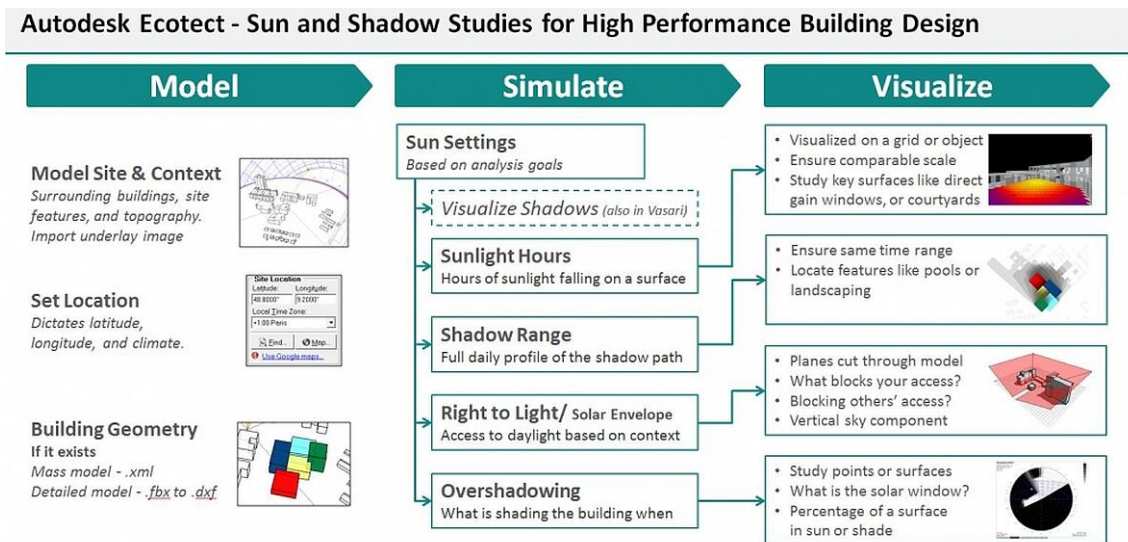 Autodesk Ecotect - Sun and Shadow Studies for High Performance Building Design
Model
Model Site & Context
Surrounding buildings, site
features, and topography.
Import underlay image
Set Location
Dictates latitude,
longitude, and climate.
Site Location
Latitude: Longitude:
48.8000° 9.2000°
Local Time Zone:
+1:00 Paris
Find... Map...
Use Google maps...
Building Geometry
If it exists
Mass model - .xml
Detailed model - .fbx to .dxf
Simulate
Sun Settings
Based on analysis goals
Visualize Shadows (also in Vasari)
Sunlight Hours
Hours of sunlight falling on a surface
Shadow Range
Full daily profile of the shadow path
Right to Light/ Solar Envelope
Access to daylight based on context
Overshadowing
What is shading the building when
Visualize
• Visualized on a grid or object
• Ensure comparable scale
• Study key surfaces like direct
gain windows, or courtyards
• Ensure same time range
• Locate features like pools or
landscaping
• Planes cut through model
• What blocks your access?
• Blocking others' access?
• Vertical sky component
• Study points or surfaces
• What is the solar window?
• Percentage of a surface
in sun or shade